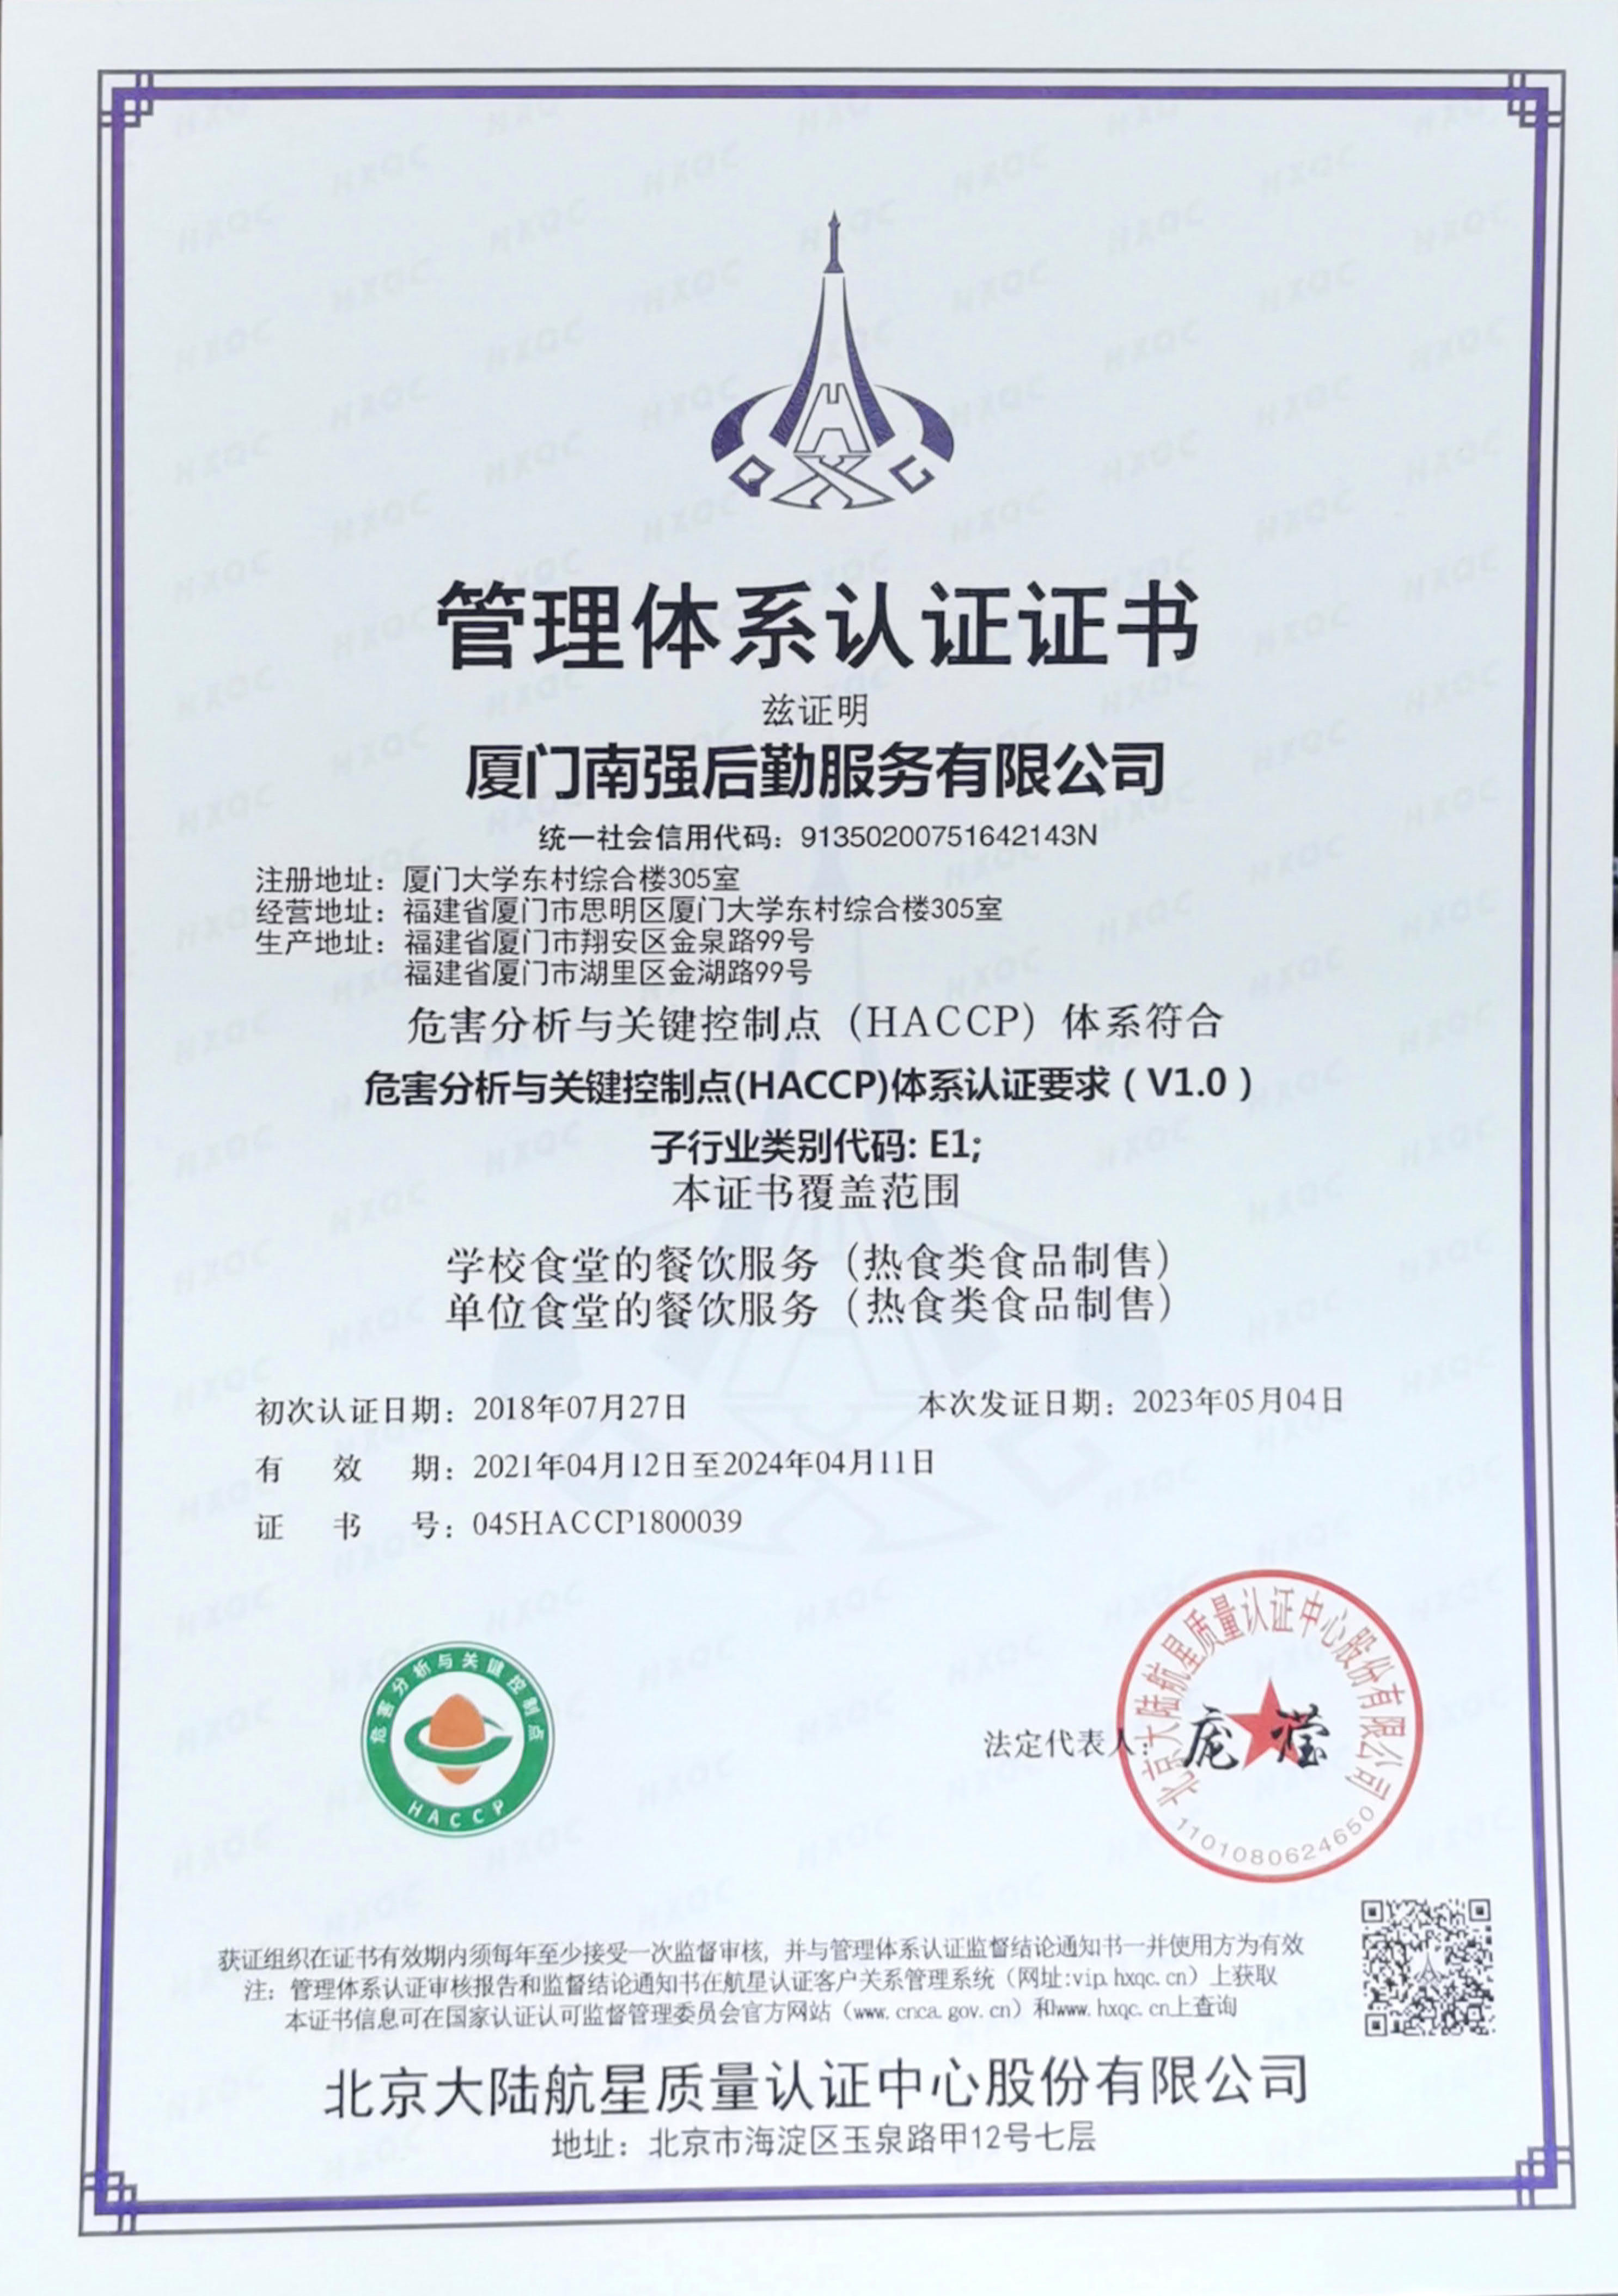 管理体系认证证书
兹证明
厦门南强后勤服务有限公司
统一社会信用代码：91350200751642143N
注册地址：厦门大学东村综合楼305室
经营地址：福建省厦门市思明区厦门大学东村综合楼305室
生产地址：福建省厦门市翔安区金泉路99号
福建省厦门市湖里区金湖路99号
危害分析与关键控制点（HACCP）体系符合
危害分析与关键控制点(HACCP)体系认证要求（V1.0）
子行业类别代码: E1;
本证书覆盖范围
学校食堂的餐饮服务（热食类食品制售）
单位食堂的餐饮服务（热食类食品制售）
初次认证日期：2018年07月27日
本次发证日期：2023年05月04日
有 效 期：2021年04月12日至2024年04月11日
证 书 号：045HACCP1800039
危害分析与关键控制点
HACCP
北京大陆航星质量认证中心股份有限公司
法定代表人：庞莹
1101080624650
获证组织在证书有效期内须每年至少接受一次监督审核，并与管理体系认证监督结论通知书一并使用方为有效
注：管理体系认证审核报告和监督结论通知书在航星认证客户关系管理系统（网址:vip.hxqc.cn）上获取
本证书信息可在国家认证认可监督管理委员会官方网站（www.cnca.gov.cn）和www.hxqc.cn上查询
北京大陆航星质量认证中心股份有限公司
地址：北京市海淀区玉泉路甲12号七层